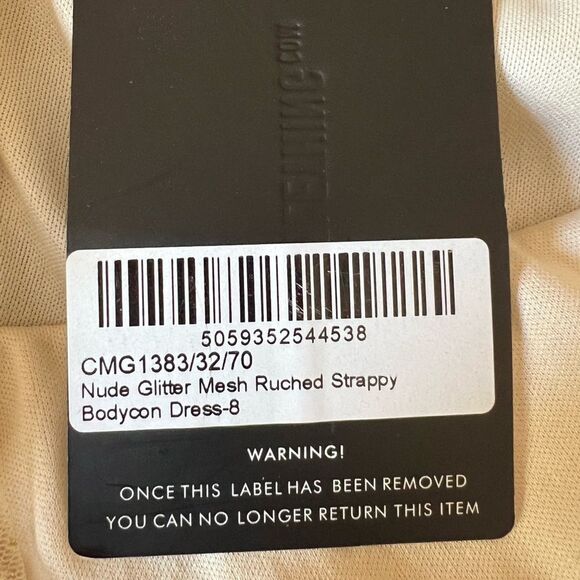 5059352544538
CMG1383/32/70
Nude Glitter Mesh Ruched Strappy
Bodycon Dress-8
WARNING!
ONCE THIS LABEL HAS BEEN REMOVED
YOU CAN NO LONGER RETURN THIS ITEM